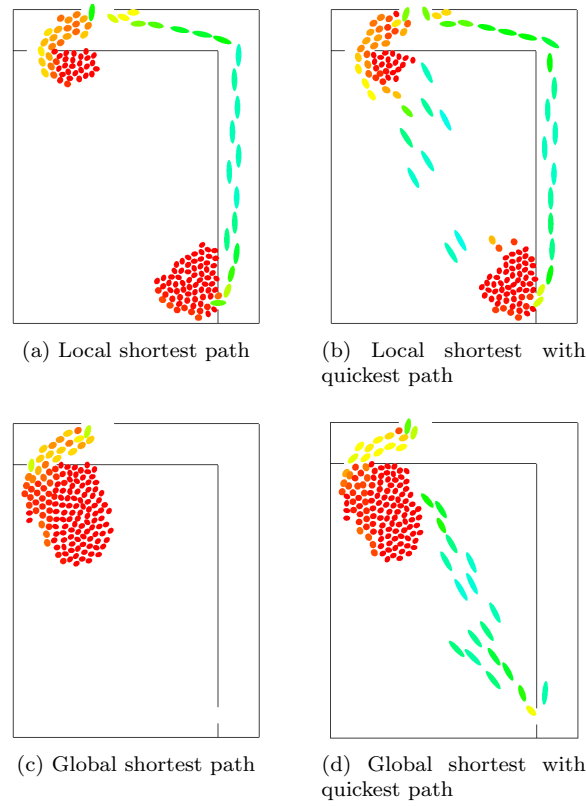 (a) Local shortest path
(b) Local shortest with
quickest path
(c) Global shortest path
(d) Global shortest with
quickest path